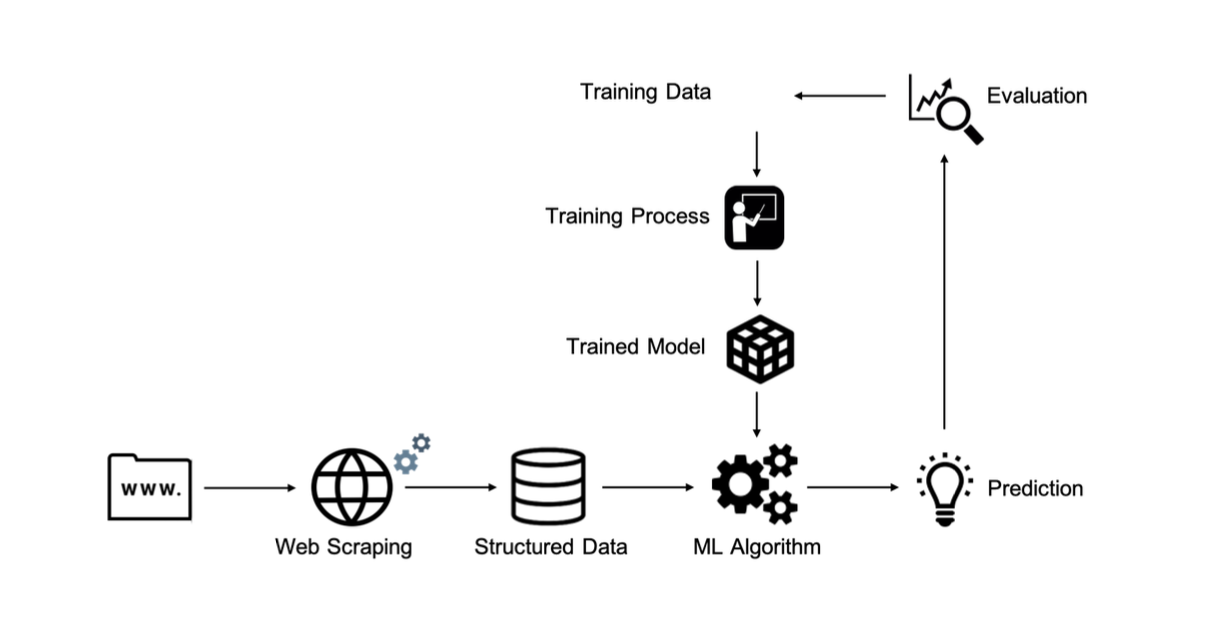 Training Data
Evaluation
Training Process
Trained Model
www.
Prediction
Web Scraping
Structured Data
ML Algorithm